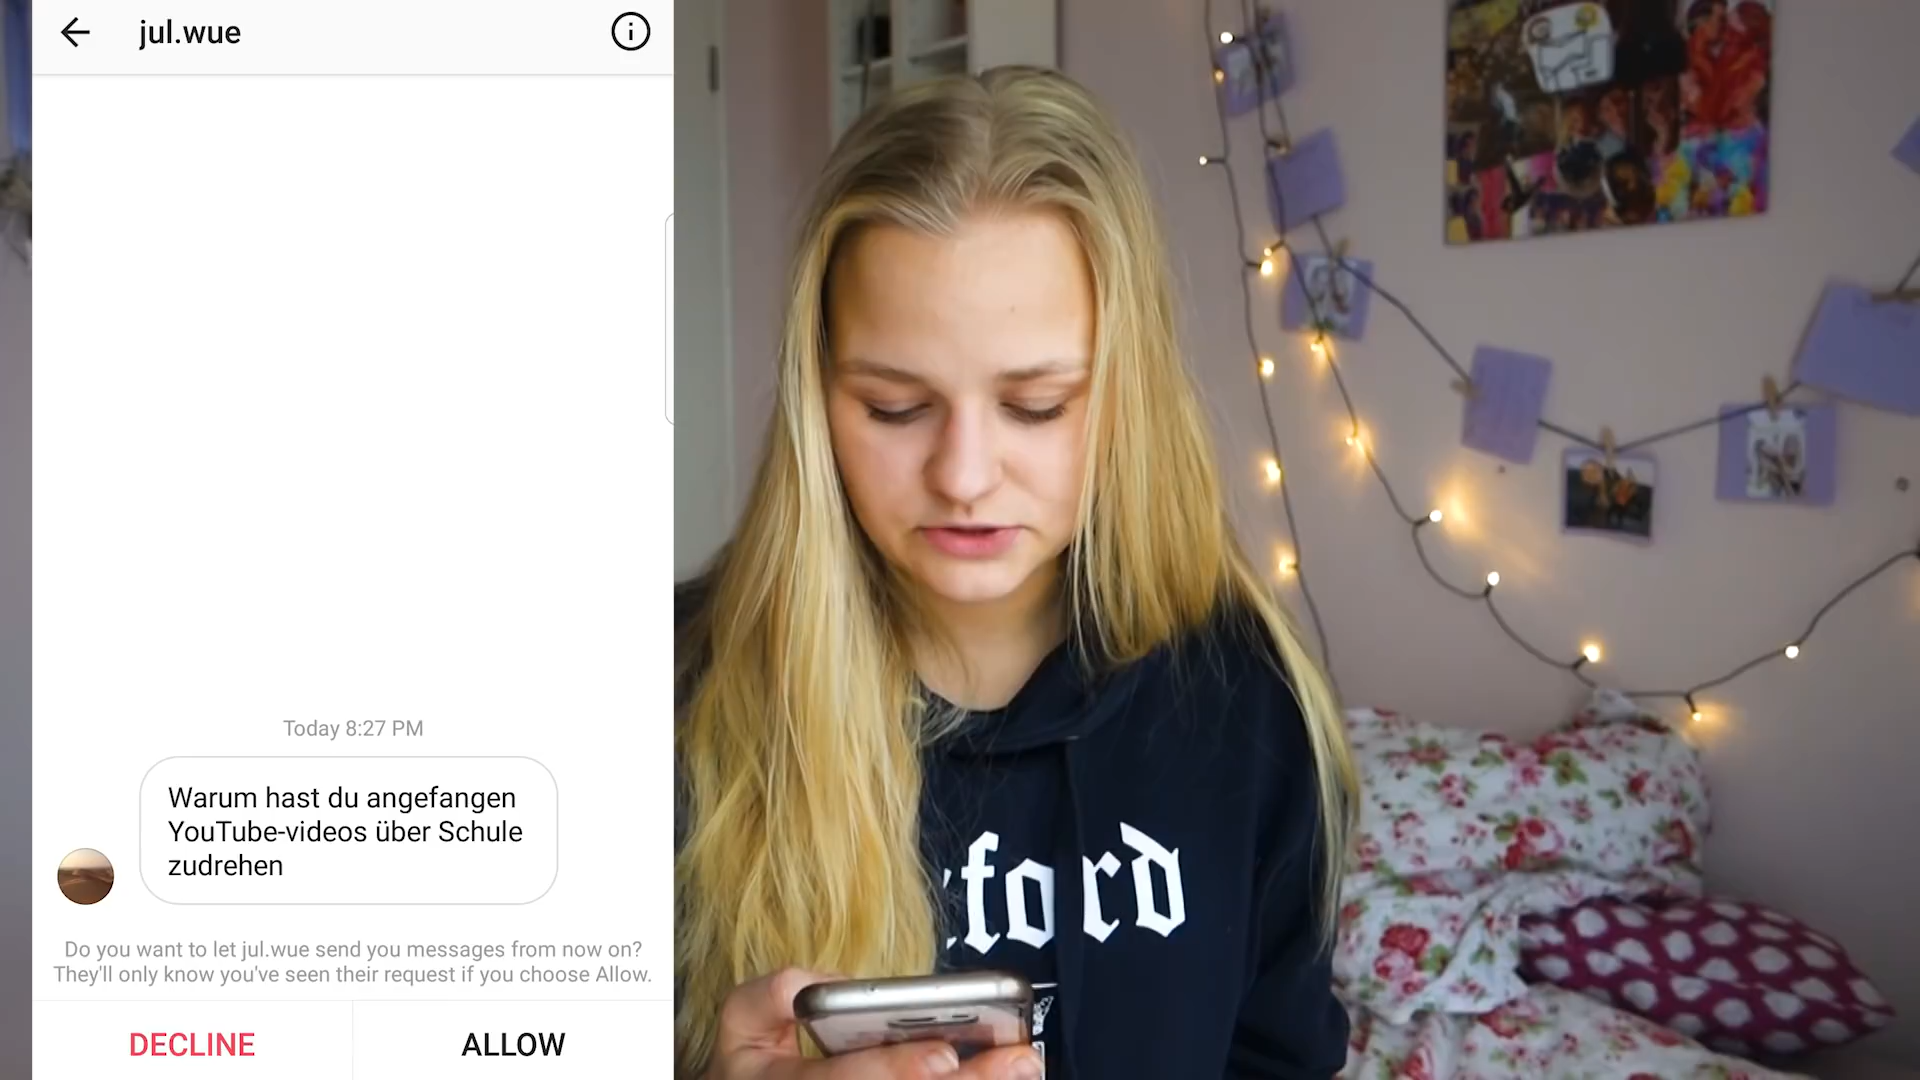 jul.wue
Today 8:27 PM
Warum hast du angefangen
YouTube-videos über Schule
zudrehen
Do you want to let jul.wue send you messages from now on?
They'll only know you've seen their request if you choose Allow.
DECLINE
ALLOW
ford